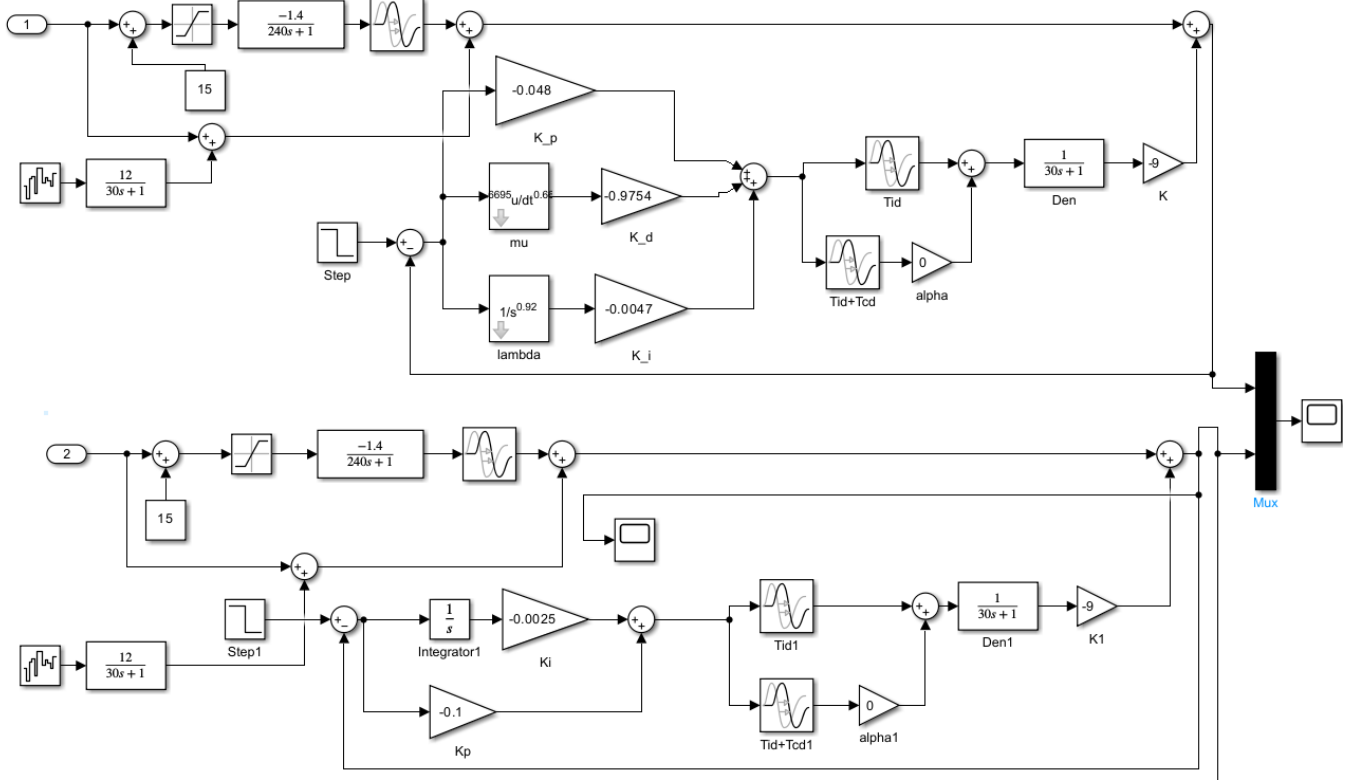 1
-1.4
240s + 1
15
-0.048
K_p
12
30s + 1
6695u/dt^0.66
mu
-0.9754
K_d
Tid
1
30s + 1
Den
-9
K
Step
1/s^0.92
lambda
-0.0047
K_i
Tid+Tcd
0
alpha
2
-1.4
240s + 1
15
Mux
Step1
1
s
Integrator1
-0.0025
Ki
Tid1
1
30s + 1
Den1
-9
K1
12
30s + 1
-0.1
Kp
Tid+Tcd1
0
alpha1